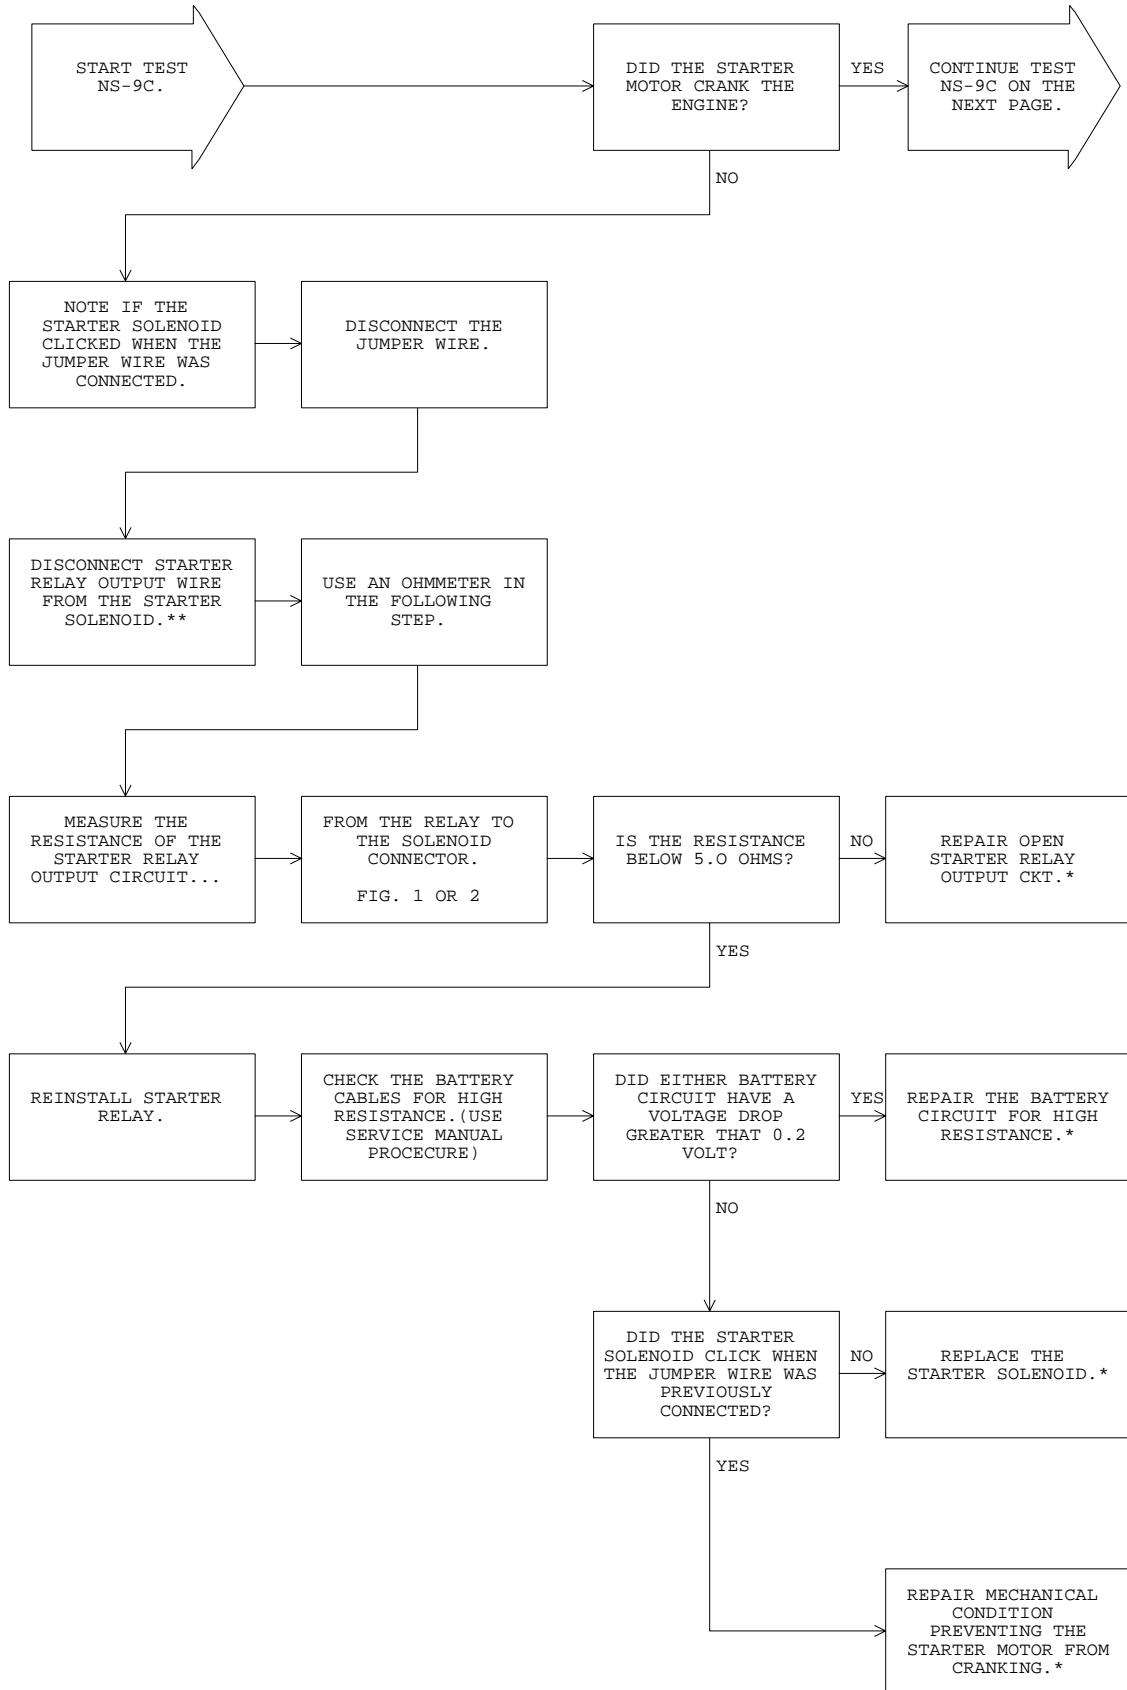 START TEST
NS-9C.
DID THE STARTER
MOTOR CRANK THE
ENGINE?
YES
CONTINUE TEST
NS-9C ON THE
NEXT PAGE.
NO
NOTE IF THE
STARTER SOLENOID
CLICKED WHEN THE
JUMPER WIRE WAS
CONNECTED.
DISCONNECT THE
JUMPER WIRE.
DISCONNECT STARTER
RELAY OUTPUT WIRE
FROM THE STARTER
SOLENOID.**
USE AN OHMMETER IN
THE FOLLOWING
STEP.
MEASURE THE
RESISTANCE OF THE
STARTER RELAY
OUTPUT CIRCUIT...
FROM THE RELAY TO
THE SOLENOID
CONNECTOR.
FIG. 1 OR 2
IS THE RESISTANCE
BELOW 5.O OHMS?
NO
REPAIR OPEN
STARTER RELAY
OUTPUT CKT.*
YES
REINSTALL STARTER
RELAY.
CHECK THE BATTERY
CABLES FOR HIGH
RESISTANCE.(USE
SERVICE MANUAL
PROCECURE)
DID EITHER BATTERY
CIRCUIT HAVE A
VOLTAGE DROP
GREATER THAT 0.2
VOLT?
YES
REPAIR THE BATTERY
CIRCUIT FOR HIGH
RESISTANCE.*
NO
DID THE STARTER
SOLENOID CLICK WHEN
THE JUMPER WIRE WAS
PREVIOUSLY
CONNECTED?
NO
REPLACE THE
STARTER SOLENOID.*
YES
REPAIR MECHANICAL
CONDITION
PREVENTING THE
STARTER MOTOR FROM
CRANKING.*